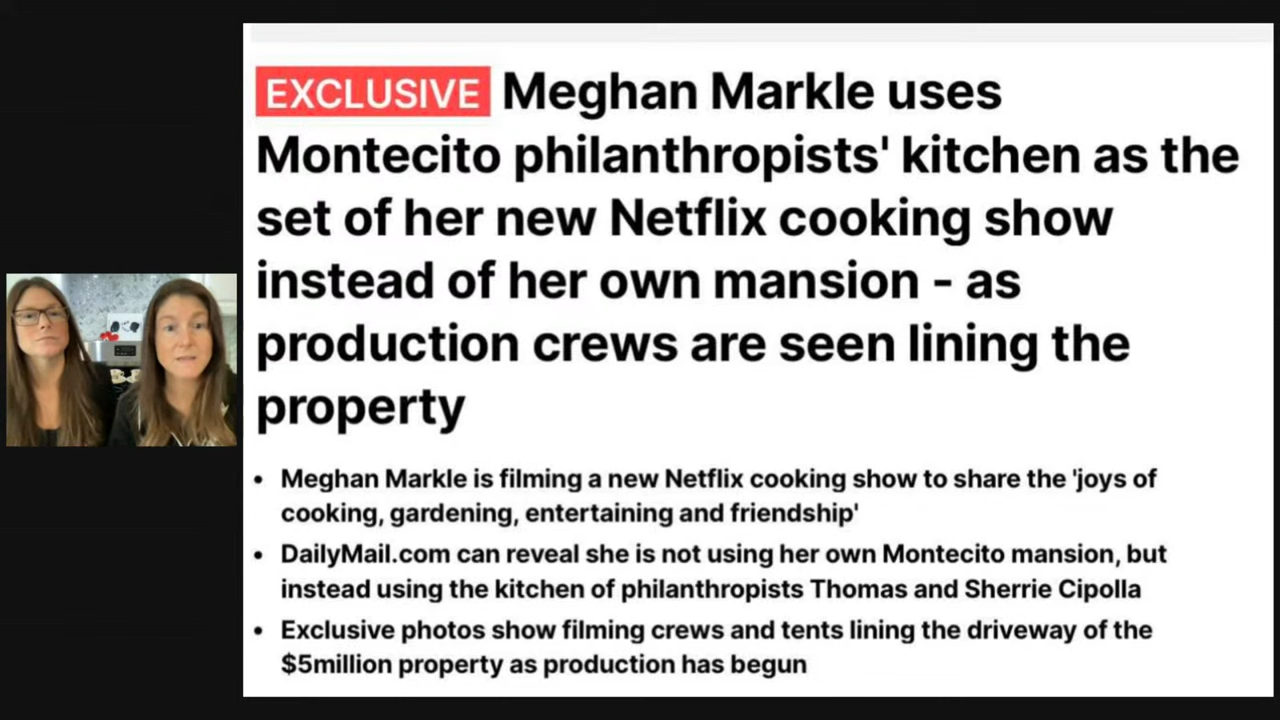 EXCLUSIVE Meghan Markle uses
Montecito philanthropists' kitchen as the
set of her new Netflix cooking show
instead of her own mansion - as
production crews are seen lining the
property
• Meghan Markle is filming a new Netflix cooking show to share the 'joys of
cooking, gardening, entertaining and friendship'
• DailyMail.com can reveal she is not using her own Montecito mansion, but
instead using the kitchen of philanthropists Thomas and Sherrie Cipolla
• Exclusive photos show filming crews and tents lining the driveway of the
$5million property as production has begun